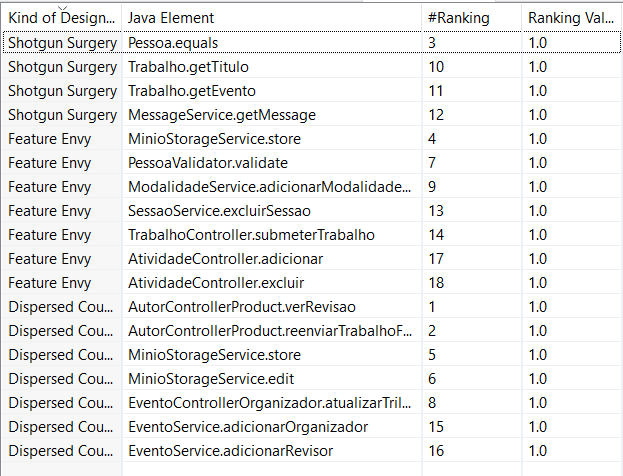 Kind of Design... Java Element #Ranking Ranking Val...
Shotgun Surgery Pessoa.equals 3 1.0
Shotgun Surgery Trabalho.getTitulo 10 1.0
Shotgun Surgery Trabalho.getEvento 11 1.0
Shotgun Surgery MessageService.getMessage 12 1.0
Feature Envy MinioStorageService.store 4 1.0
Feature Envy PessoaValidator.validate 7 1.0
Feature Envy ModalidadeService.adicionarModalidade... 9 1.0
Feature Envy SessaoService.excluirSessao 13 1.0
Feature Envy TrabalhoController.submeterTrabalho 14 1.0
Feature Envy AtividadeController.adicionar 17 1.0
Feature Envy AtividadeController.excluir 18 1.0
Dispersed Cou... AutorControllerProduct.verRevisao 1 1.0
Dispersed Cou... AutorControllerProduct.reenviarTrabalhoF... 2 1.0
Dispersed Cou... MinioStorageService.store 5 1.0
Dispersed Cou... MinioStorageService.edit 6 1.0
Dispersed Cou... EventoControllerOrganizador.atualizarTril... 8 1.0
Dispersed Cou... EventoService.adicionarOrganizador 15 1.0
Dispersed Cou... EventoService.adicionarRevisor 16 1.0